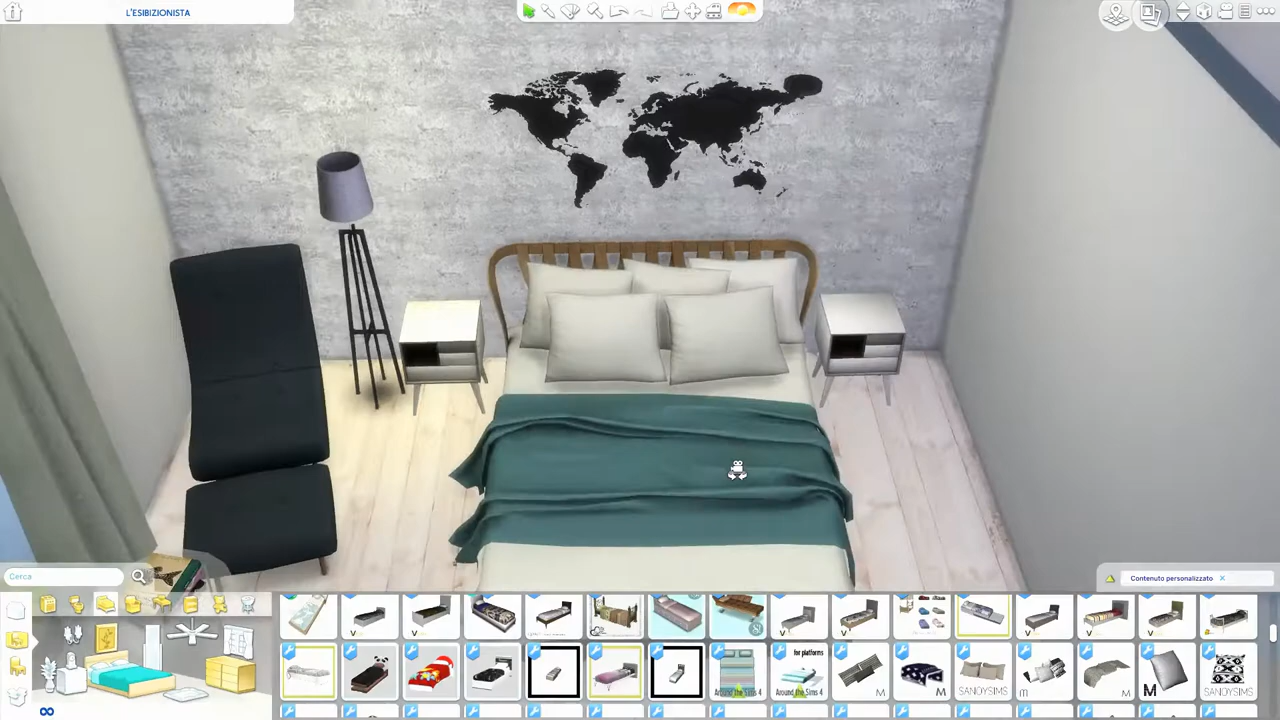 L'ESIBIZIONISTA
Cerca
Contenuto personalizzato
for platforms
Around the Sims 4
Around the Sims 4
M
M
SANOYSIMS
M
M
SANOYSIMS